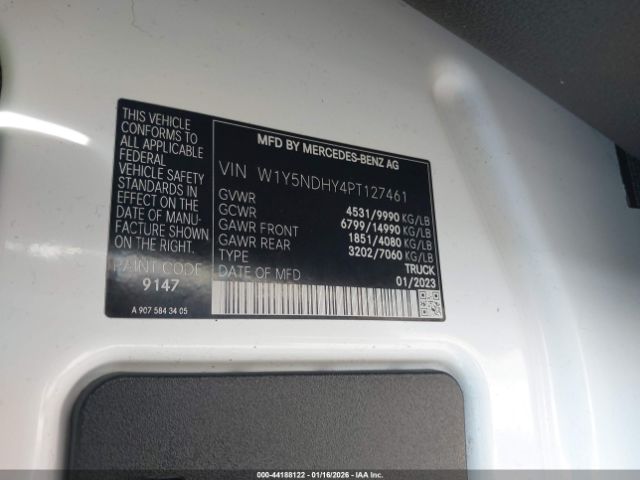 THIS VEHICLE
CONFORMS TO
ALL APPLICABLE
FEDERAL
VEHICLE SAFETY
STANDARDS IN
EFFECT ON THE
DATE OF MANU-
FACTURE SHOWN
ON THE RIGHT.
PAINT CODE
9147
A 907 584 34 05
MFD BY MERCEDES-BENZ AG
VIN W1Y5NDHY4PT127461
GVWR 4531/9990 KG/LB
GCWR 6799/14990 KG/LB
GAWR FRONT 1851/4080 KG/LB
GAWR REAR 3202/7060 KG/LB
TYPE TRUCK
DATE OF MFD 01/2023
000-44188122 - 01/16/2026 - IAA HOLDINGS, LLC